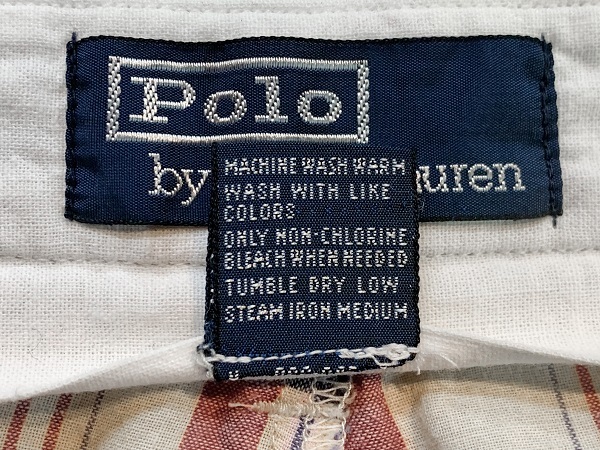 Polo
by uren
MACHINE WASH WARM
WASH WITH LIKE
COLORS
ONLY NON-CHLORINE
BLEACH WHEN NEEDED
TUMBLE DRY LOW
STEAM IRON MEDIUM